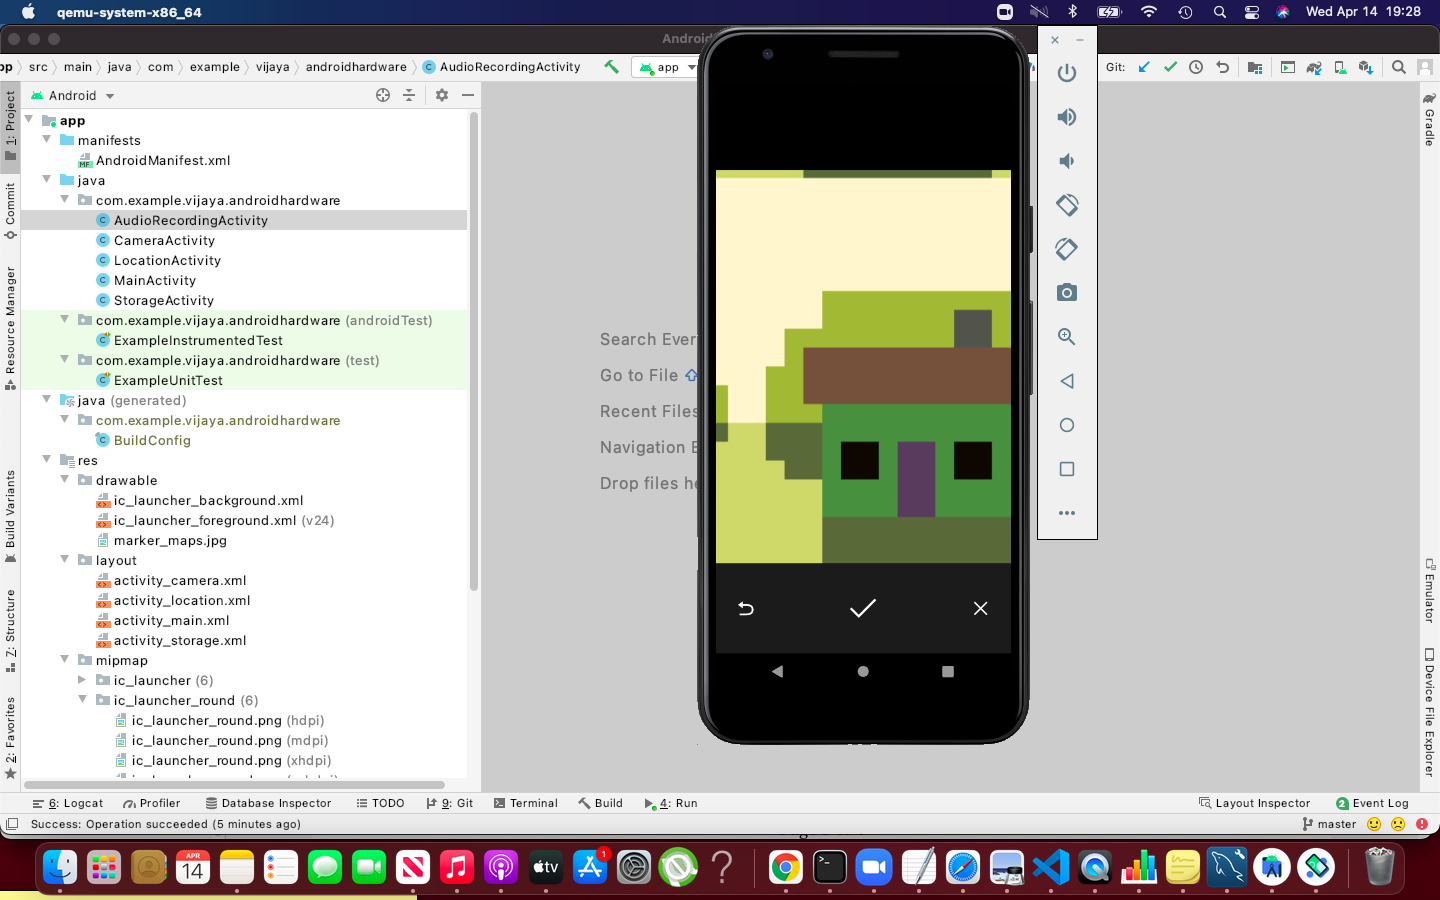 qemu-system-x86_64
Wed Apr 14 19:28
Android
src main java com example vijaya androidhardware AudioRecordingActivity
app
Git:
1: Project
Commit
Resource Manager
Build Variants
7: Structure
2: Favorites
Android
app
manifests
AndroidManifest.xml
java
com.example.vijaya.androidhardware
AudioRecordingActivity
CameraActivity
LocationActivity
MainActivity
StorageActivity
com.example.vijaya.androidhardware (androidTest)
ExampleInstrumentedTest
com.example.vijaya.androidhardware (test)
ExampleUnitTest
java (generated)
com.example.vijaya.androidhardware
BuildConfig
res
drawable
ic_launcher_background.xml
ic_launcher_foreground.xml (v24)
marker_maps.jpg
layout
activity_camera.xml
activity_location.xml
activity_main.xml
activity_storage.xml
mipmap
ic_launcher (6)
ic_launcher_round (6)
ic_launcher_round.png (hdpi)
ic_launcher_round.png (mdpi)
ic_launcher_round.png (xhdpi)
Search Ever
Go to File
Recent Files
Navigation B
Drop files he
Gradle
Emulator
Device File Explorer
6: Logcat Profiler Database Inspector TODO 9: Git Terminal Build 4: Run Layout Inspector 2 Event Log
Success: Operation succeeded (5 minutes ago) master
APR
14
tv
1